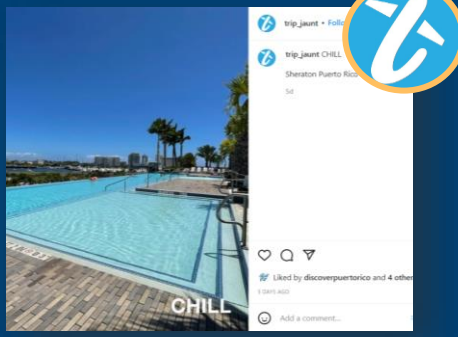 trip_jaunt • Follo
trip_jaunt CHILL
Sheraton Puerto Rico
5d
CHILL
Liked by discoverpuertorico and 4 other
Add a comment...